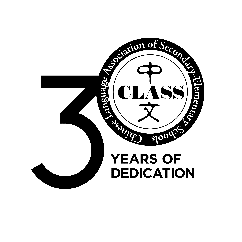 30
Chinese Language Association of Secondary-Elementary Schools
中
CLASS
文
YEARS OF
DEDICATION